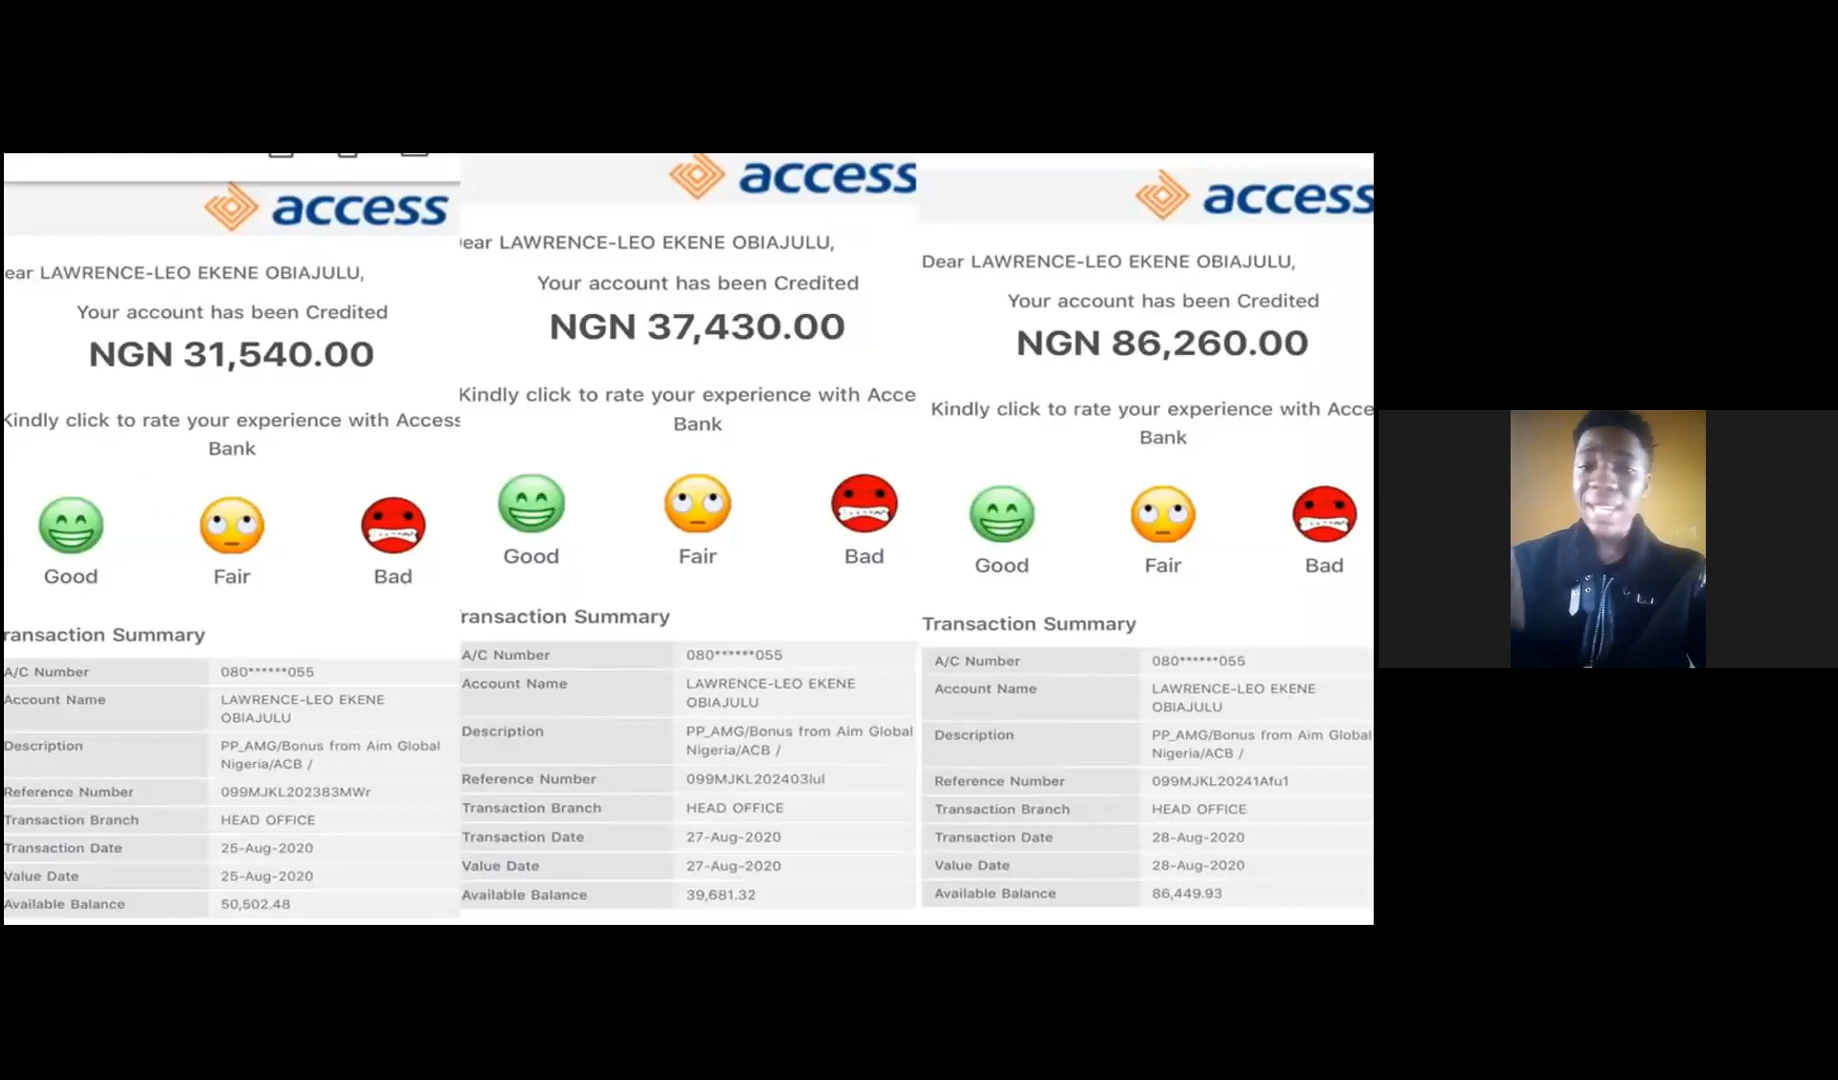 access
ear LAWRENCE-LEO EKENE OBIAJULU,
Your account has been Credited
NGN 31,540.00
Kindly click to rate your experience with Access
Bank
Good
Fair
Bad
ransaction Summary
A/C Number 080******055
Account Name LAWRENCE-LEO EKENE
OBIAJULU
Description PP_AMG/Bonus from Aim Global
Nigeria/ACB /
Reference Number 099MJKL202383MWr
Transaction Branch HEAD OFFICE
Transaction Date 25-Aug-2020
Value Date 25-Aug-2020
Available Balance 50,502.48
access
ear LAWRENCE-LEO EKENE OBIAJULU,
Your account has been Credited
NGN 37,430.00
Kindly click to rate your experience with Acce
Bank
Good
Fair
Bad
ransaction Summary
A/C Number 080******055
Account Name LAWRENCE-LEO EKENE
OBIAJULU
Description PP_AMG/Bonus from Aim Global
Nigeria/ACB /
Reference Number 099MJKL202403lul
Transaction Branch HEAD OFFICE
Transaction Date 27-Aug-2020
Value Date 27-Aug-2020
Available Balance 39,681.32
access
Dear LAWRENCE-LEO EKENE OBIAJULU,
Your account has been Credited
NGN 86,260.00
Kindly click to rate your experience with Acce
Bank
Good
Fair
Bad
Transaction Summary
A/C Number 080******055
Account Name LAWRENCE-LEO EKENE
OBIAJULU
Description PP_AMG/Bonus from Aim Global
Nigeria/ACB /
Reference Number 099MJKL20241Afu1
Transaction Branch HEAD OFFICE
Transaction Date 28-Aug-2020
Value Date 28-Aug-2020
Available Balance 86,449.93